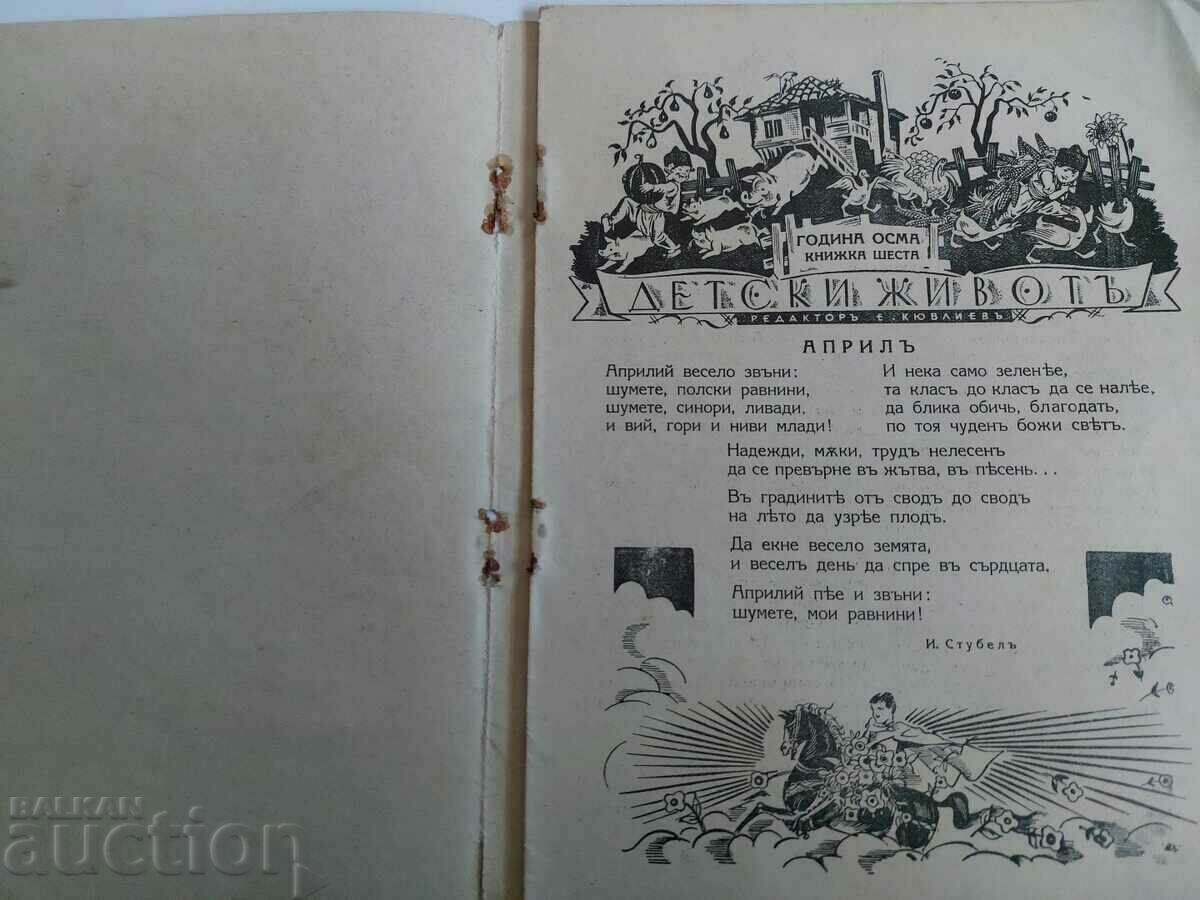 ГОДИНА ОСМА
КНИЖКА ШЕСТА
ДЕТСКИ ЖИВОТЪ
РЕДАКТОРЪ Е. КЮВЛИЕВЪ
АПРИЛЪ
Априлий весело звъни:
шумете, полски равнини,
шумете, синори, ливади,
и вий, гори и ниви млади!
И нека само зеленѣе,
та класъ до класъ да се налѣе,
да блика обичь, благодать,
по тоя чуденъ божи свѣтъ.
Надежди, мѫки, трудъ нелесенъ
да се превърне въ жътва, въ пѣсень...
Въ градинитѣ отъ сводъ до сводъ
на лѣто да узрѣе плодъ.
Да екне весело земята,
и веселъ день да спре въ сърдцата.
Априлий пѣе и звъни:
шумете, мои равнини!
И. Стубелъ
BALKAN
auction